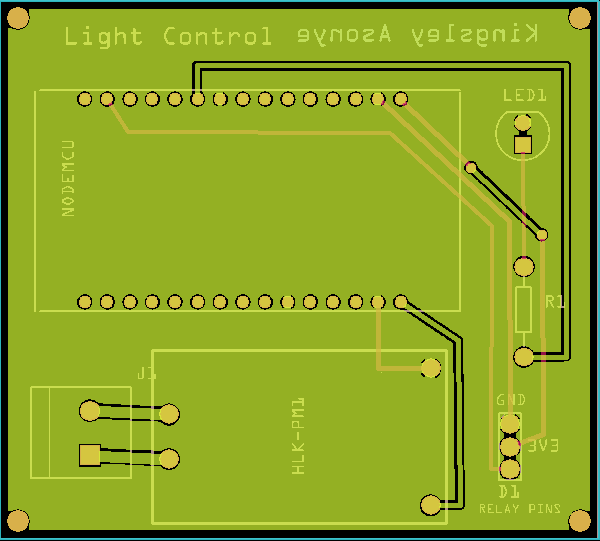 Light Control
Kingsley Asonye
LED1
NODEMCU
R1
J1
HLK-PM1
GND
3V3
D1
RELAY PINS